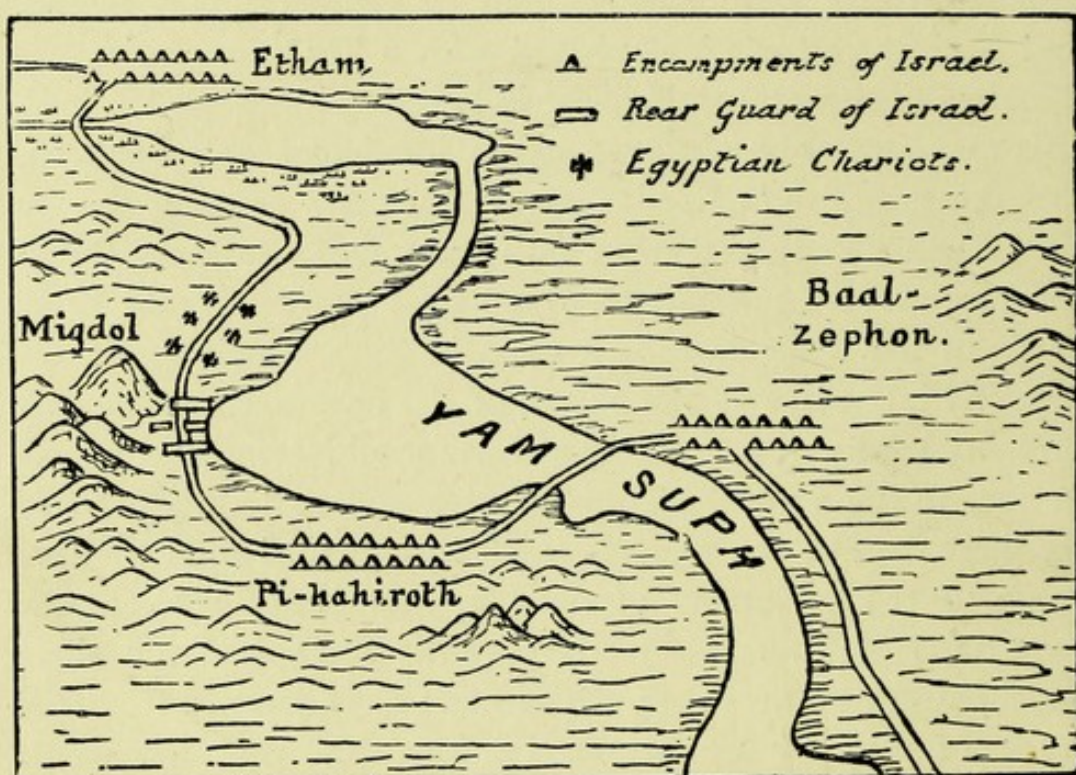 Etham
Encampments of Israel.
Rear Guard of Israel.
Egyptian Chariots.
Baal-
Zephon.
Migdol
YAM SUPH
Pi-hahiroth